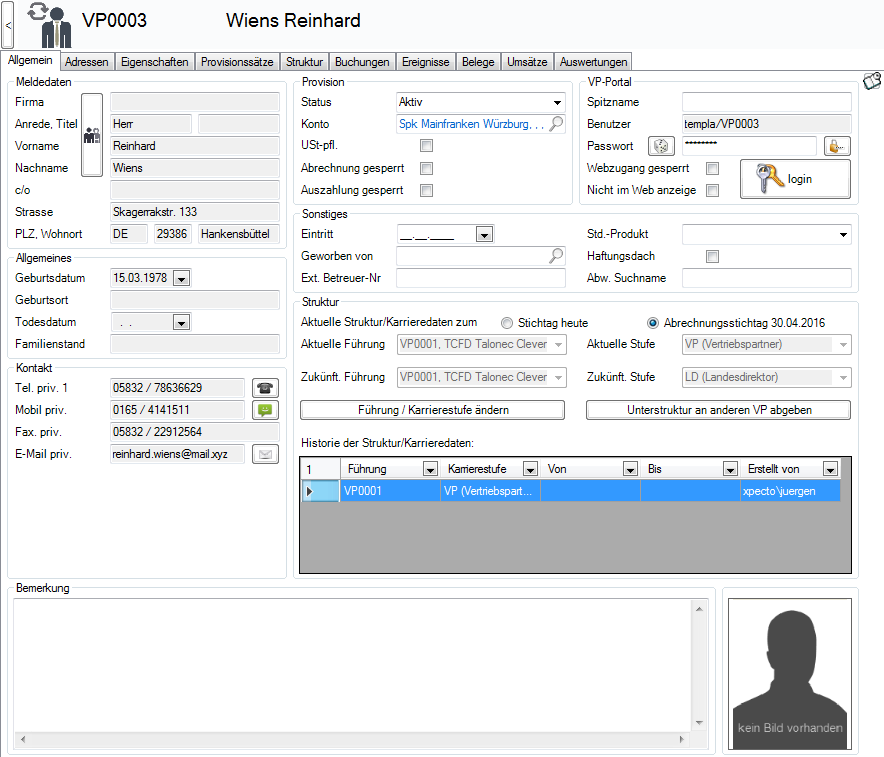 <
VP0003 Wiens Reinhard
Allgemein Adressen Eigenschaften Provisionssätze Struktur Buchungen Ereignisse Belege Umsätze Auswertungen
Meldedaten
Firma
Anrede, Titel Herr
Vorname Reinhard
Nachname Wiens
c/o
Strasse Skagerrakstr. 133
PLZ, Wohnort DE 29386 Hankensbüttel
Allgemeines
Geburtsdatum 15.03.1978
Geburtsort
Todesdatum . .
Familienstand
Kontakt
Tel. priv. 1 05832 / 78636629
Mobil priv. 0165 / 4141511
Fax. priv. 05832 / 22912564
E-Mail priv. reinhard.wiens@mail.xyz
Provision
Status Aktiv
Konto Spk Mainfranken Würzburg, , ,
USt-pfl.
Abrechnung gesperrt
Auszahlung gesperrt
VP-Portal
Spitzname
Benutzer templa/VP0003
Passwort ********
Webzugang gesperrt
Nicht im Web anzeige
login
Sonstiges
Eintritt __.__.____
Std.-Produkt
Geworben von
Haftungsdach
Ext. Betreuer-Nr
Abw. Suchname
Struktur
Aktuelle Struktur/Karrieredaten zum Stichtag heute Abrechnungsstichtag 30.04.2016
Aktuelle Führung VP0001, TCFD Talonec Clever Aktuelle Stufe VP (Vertriebspartner)
Zukünft. Führung VP0001, TCFD Talonec Clever Zukünft. Stufe LD (Landesdirektor)
Führung / Karrierestufe ändern Unterstruktur an anderen VP abgeben
Historie der Struktur/Karrieredaten:
1 Führung Karrierestufe Von Bis Erstellt von
VP0001 VP (Vertriebspart... xpecto\juergen
Bemerkung
kein Bild vorhanden